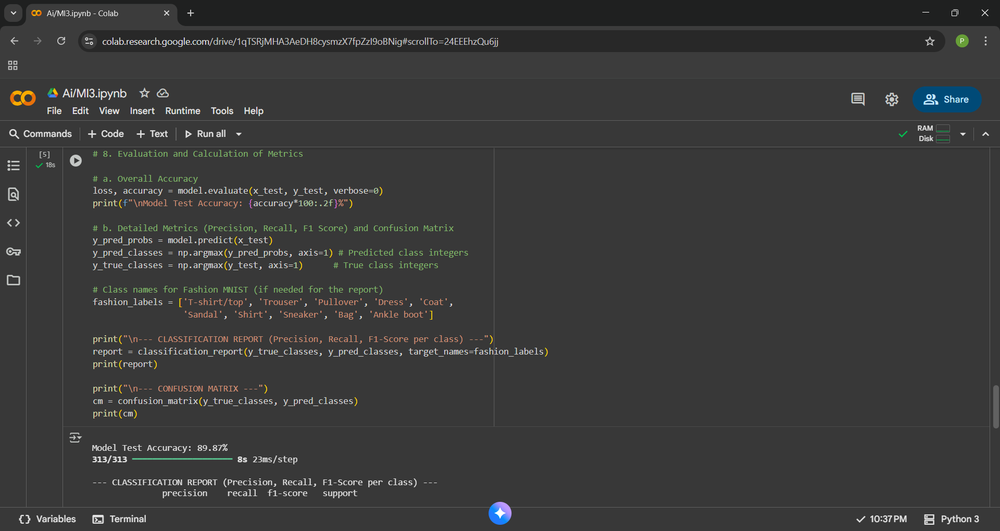 Ai/Ml3.ipynb - Colab
colab.research.google.com/drive/1qTSRjMHA3AeDH8cysmzX7fpZzI9oBNig#scrollTo=24EEEhzQu6jj
P
Ai/Ml3.ipynb
File Edit View Insert Runtime Tools Help
Share
Commands + Code + Text Run all
RAM
Disk
[5]
18s
# 8. Evaluation and Calculation of Metrics
# a. Overall Accuracy
loss, accuracy = model.evaluate(x_test, y_test, verbose=0)
print(f"\nModel Test Accuracy: {accuracy*100:.2f}%")
# b. Detailed Metrics (Precision, Recall, F1 Score) and Confusion Matrix
y_pred_probs = model.predict(x_test)
y_pred_classes = np.argmax(y_pred_probs, axis=1) # Predicted class integers
y_true_classes = np.argmax(y_test, axis=1)      # True class integers
# Class names for Fashion MNIST (if needed for the report)
fashion_labels = ['T-shirt/top', 'Trouser', 'Pullover', 'Dress', 'Coat',
'Sandal', 'Shirt', 'Sneaker', 'Bag', 'Ankle boot']
print("\n--- CLASSIFICATION REPORT (Precision, Recall, F1-Score per class) ---")
report = classification_report(y_true_classes, y_pred_classes, target_names=fashion_labels)
print(report)
print("\n--- CONFUSION MATRIX ---")
cm = confusion_matrix(y_true_classes, y_pred_classes)
print(cm)
Model Test Accuracy: 89.87%
313/313 8s 23ms/step
--- CLASSIFICATION REPORT (Precision, Recall, F1-Score per class) ---
precision    recall  f1-score   support
Variables Terminal
10:37 PM Python 3